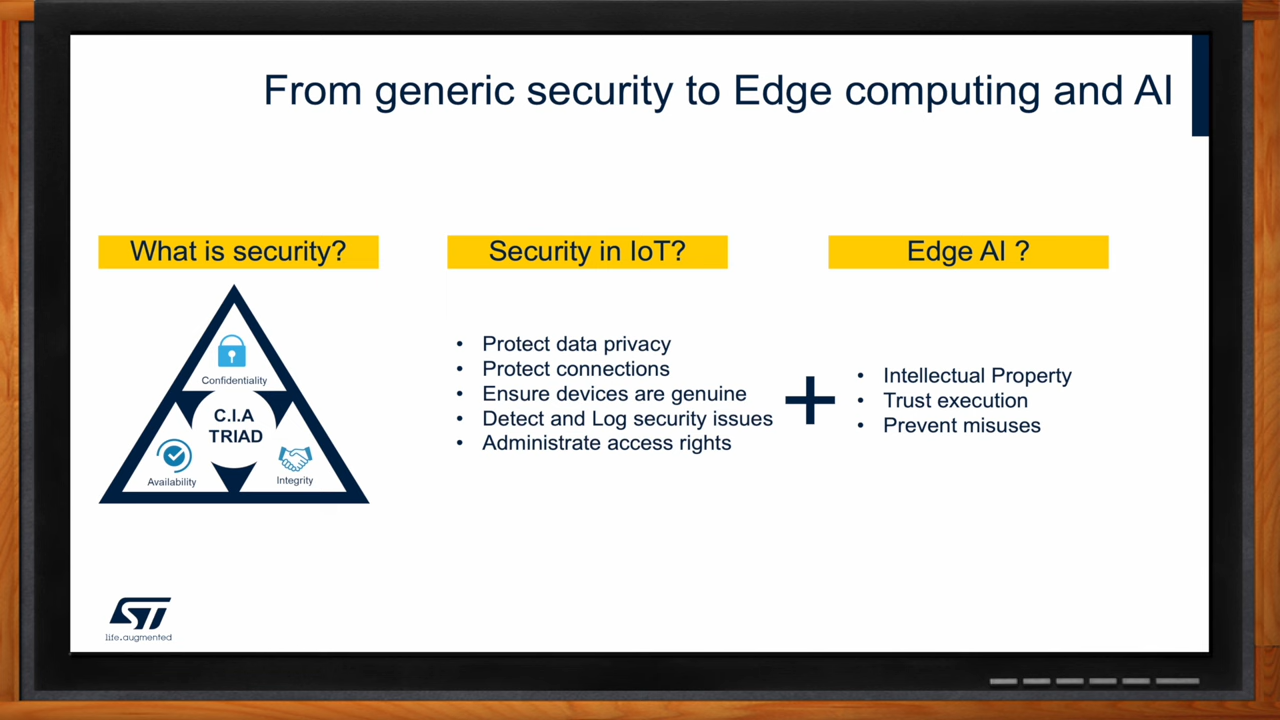 From generic security to Edge computing and AI
What is security?
Confidentiality
C.I.A
TRIAD
Availability
Integrity
Security in IoT?
• Protect data privacy
• Protect connections
• Ensure devices are genuine
• Detect and Log security issues
• Administrate access rights
+
Edge AI ?
• Intellectual Property
• Trust execution
• Prevent misuses
ST
life.augmented